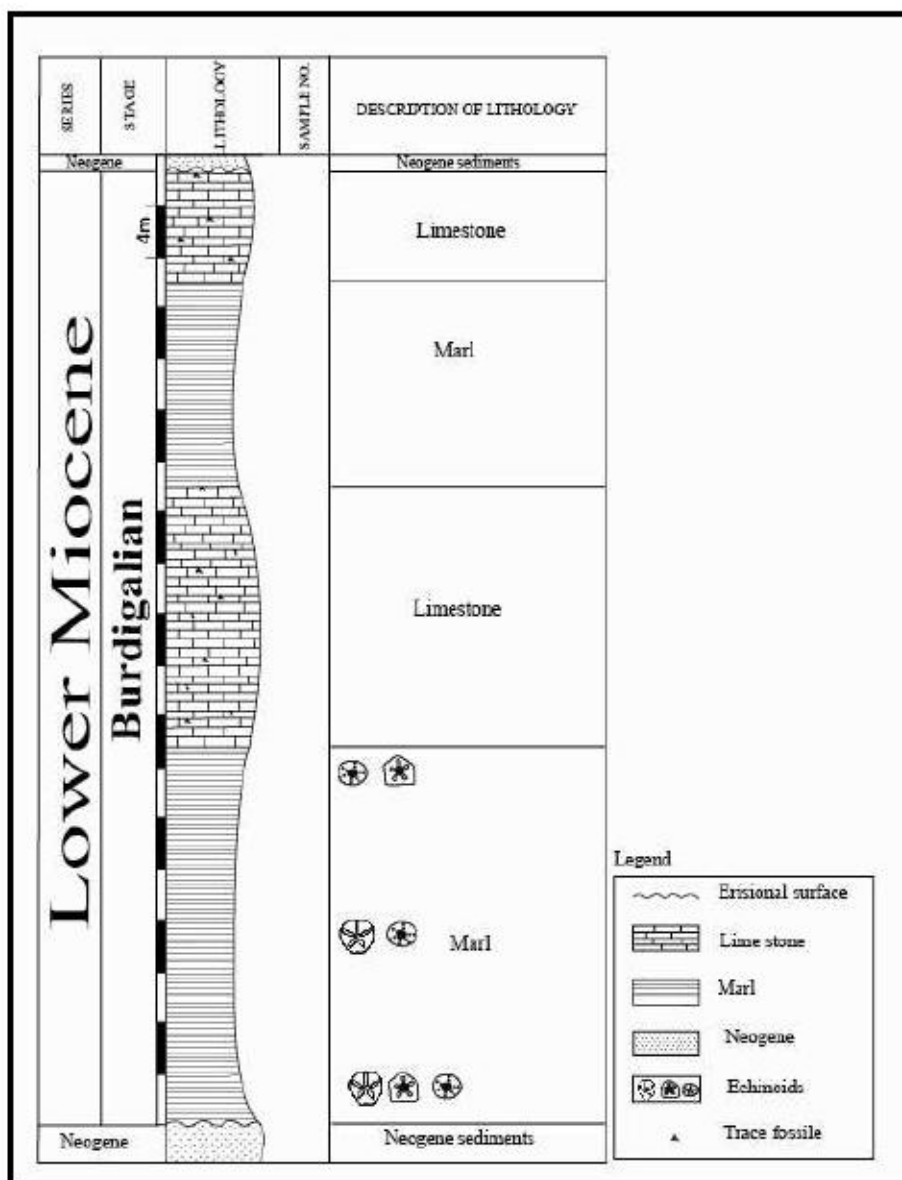 SERIES
STAGE
LITHOLOGY
SAMPLE NO.
DESCRIPTION OF LITHOLOGY
Neogene
Neogene sediments
4m
Limestone
Marl
Lower Miocene
Burdigalian
Limestone
Marl
Neogene
Neogene sediments
Legend
Erisional surface
Lime stone
Marl
Neogene
Echinoids
Trace fossile